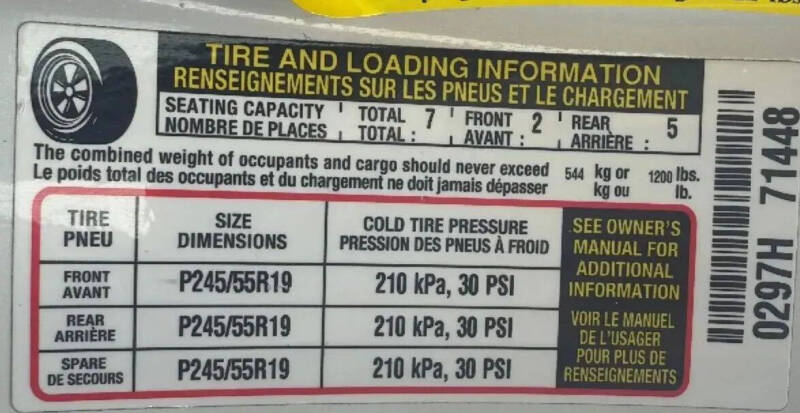 TIRE AND LOADING INFORMATION
RENSEIGNEMENTS SUR LES PNEUS ET LE CHARGEMENT
SEATING CAPACITY TOTAL 7 FRONT 2 REAR 5
NOMBRE DE PLACES TOTAL : AVANT : ARRIÈRE :
The combined weight of occupants and cargo should never exceed 544 kg or 1200 lbs.
Le poids total des occupants et du chargement ne doit jamais dépasser kg ou lb.
TIRE SIZE COLD TIRE PRESSURE
PNEU DIMENSIONS PRESSION DES PNEUS À FROID
FRONT P245/55R19 210 kPa, 30 PSI
AVANT
REAR P245/55R19 210 kPa, 30 PSI
ARRIÈRE
SPARE P245/55R19 210 kPa, 30 PSI
DE SECOURS
SEE OWNER'S
MANUAL FOR
ADDITIONAL
INFORMATION
VOIR LE MANUEL
DE L'USAGER
POUR PLUS DE
RENSEIGNEMENTS
0297H 71448